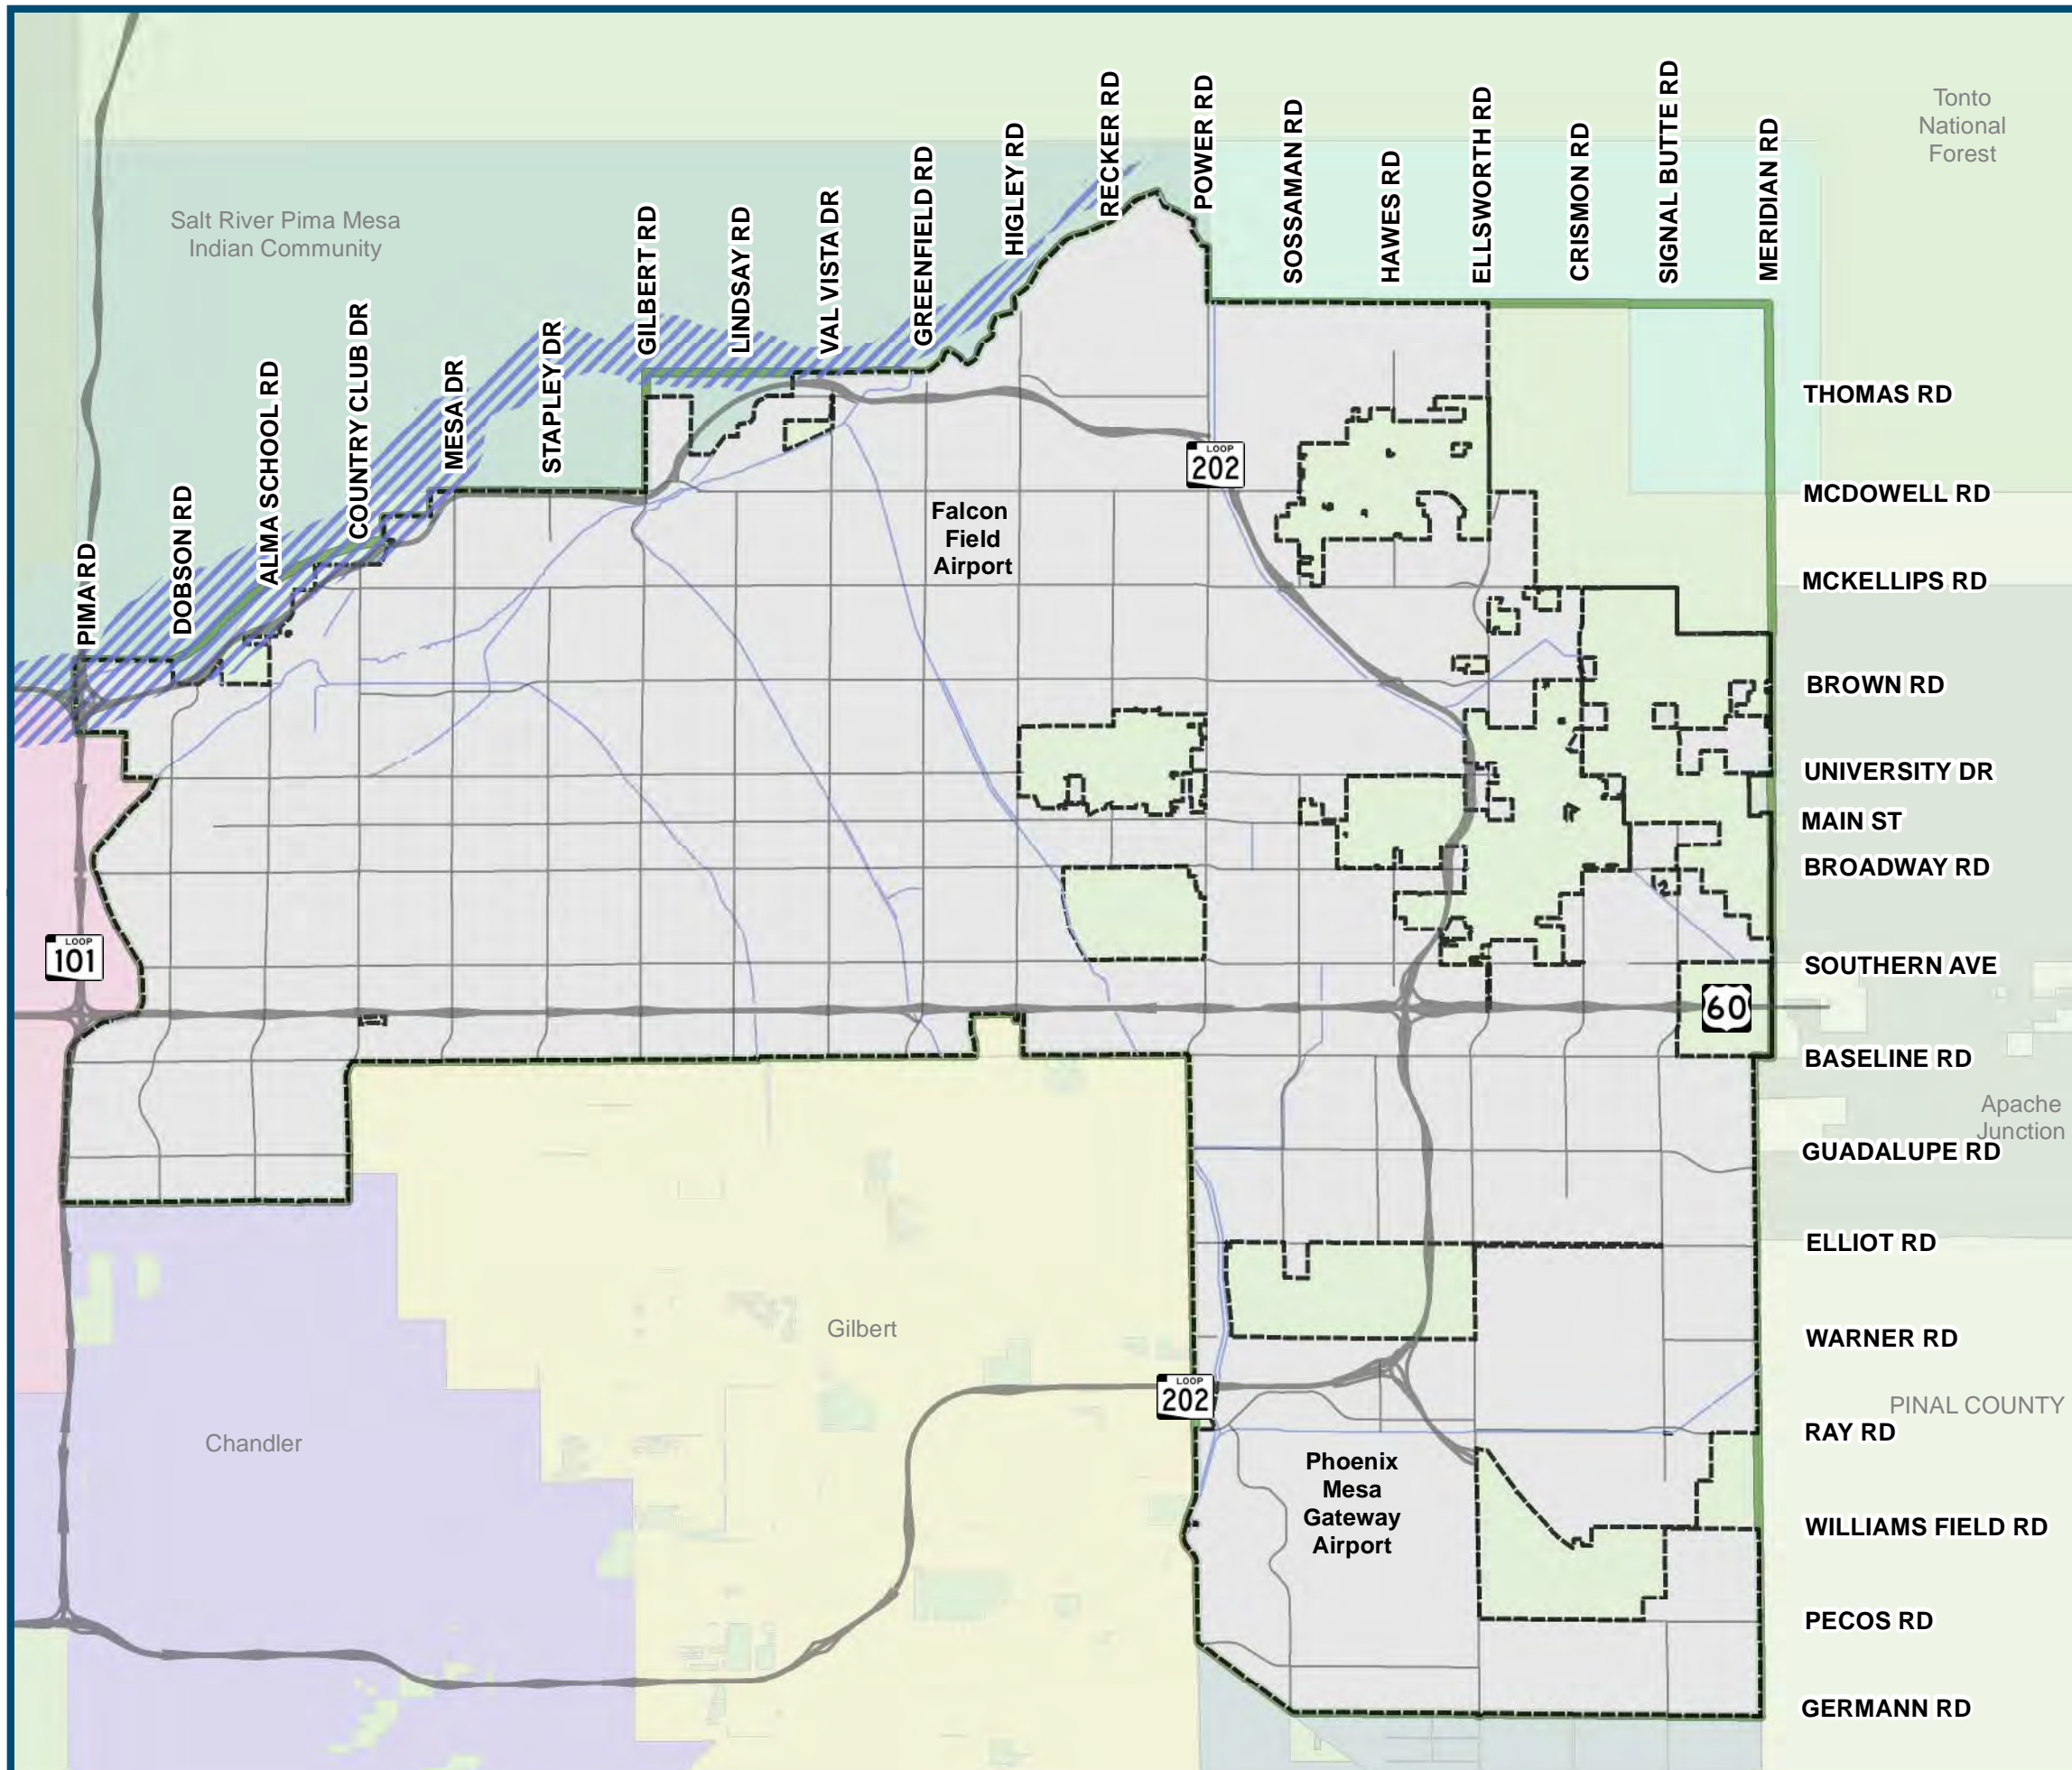 Tonto
National
Forest
Salt River Pima Mesa
Indian Community
PIMA RD
DOBSON RD
ALMA SCHOOL RD
COUNTRY CLUB DR
MESA DR
STAPLEY DR
GILBERT RD
LINDSAY RD
VAL VISTA DR
GREENFIELD RD
HIGLEY RD
RECKER RD
POWER RD
SOSSAMAN RD
HAWES RD
ELLSWORTH RD
CRISMON RD
SIGNAL BUTTE RD
MERIDIAN RD
THOMAS RD
LOOP
202
MCDOWELL RD
Falcon
Field
Airport
MCKELLIPS RD
BROWN RD
UNIVERSITY DR
MAIN ST
BROADWAY RD
LOOP
101
SOUTHERN AVE
60
BASELINE RD
Apache
Junction
GUADALUPE RD
ELLIOT RD
Gilbert
WARNER RD
LOOP
202
PINAL COUNTY
RAY RD
Chandler
Phoenix
Mesa
Gateway
Airport
WILLIAMS FIELD RD
PECOS RD
GERMANN RD